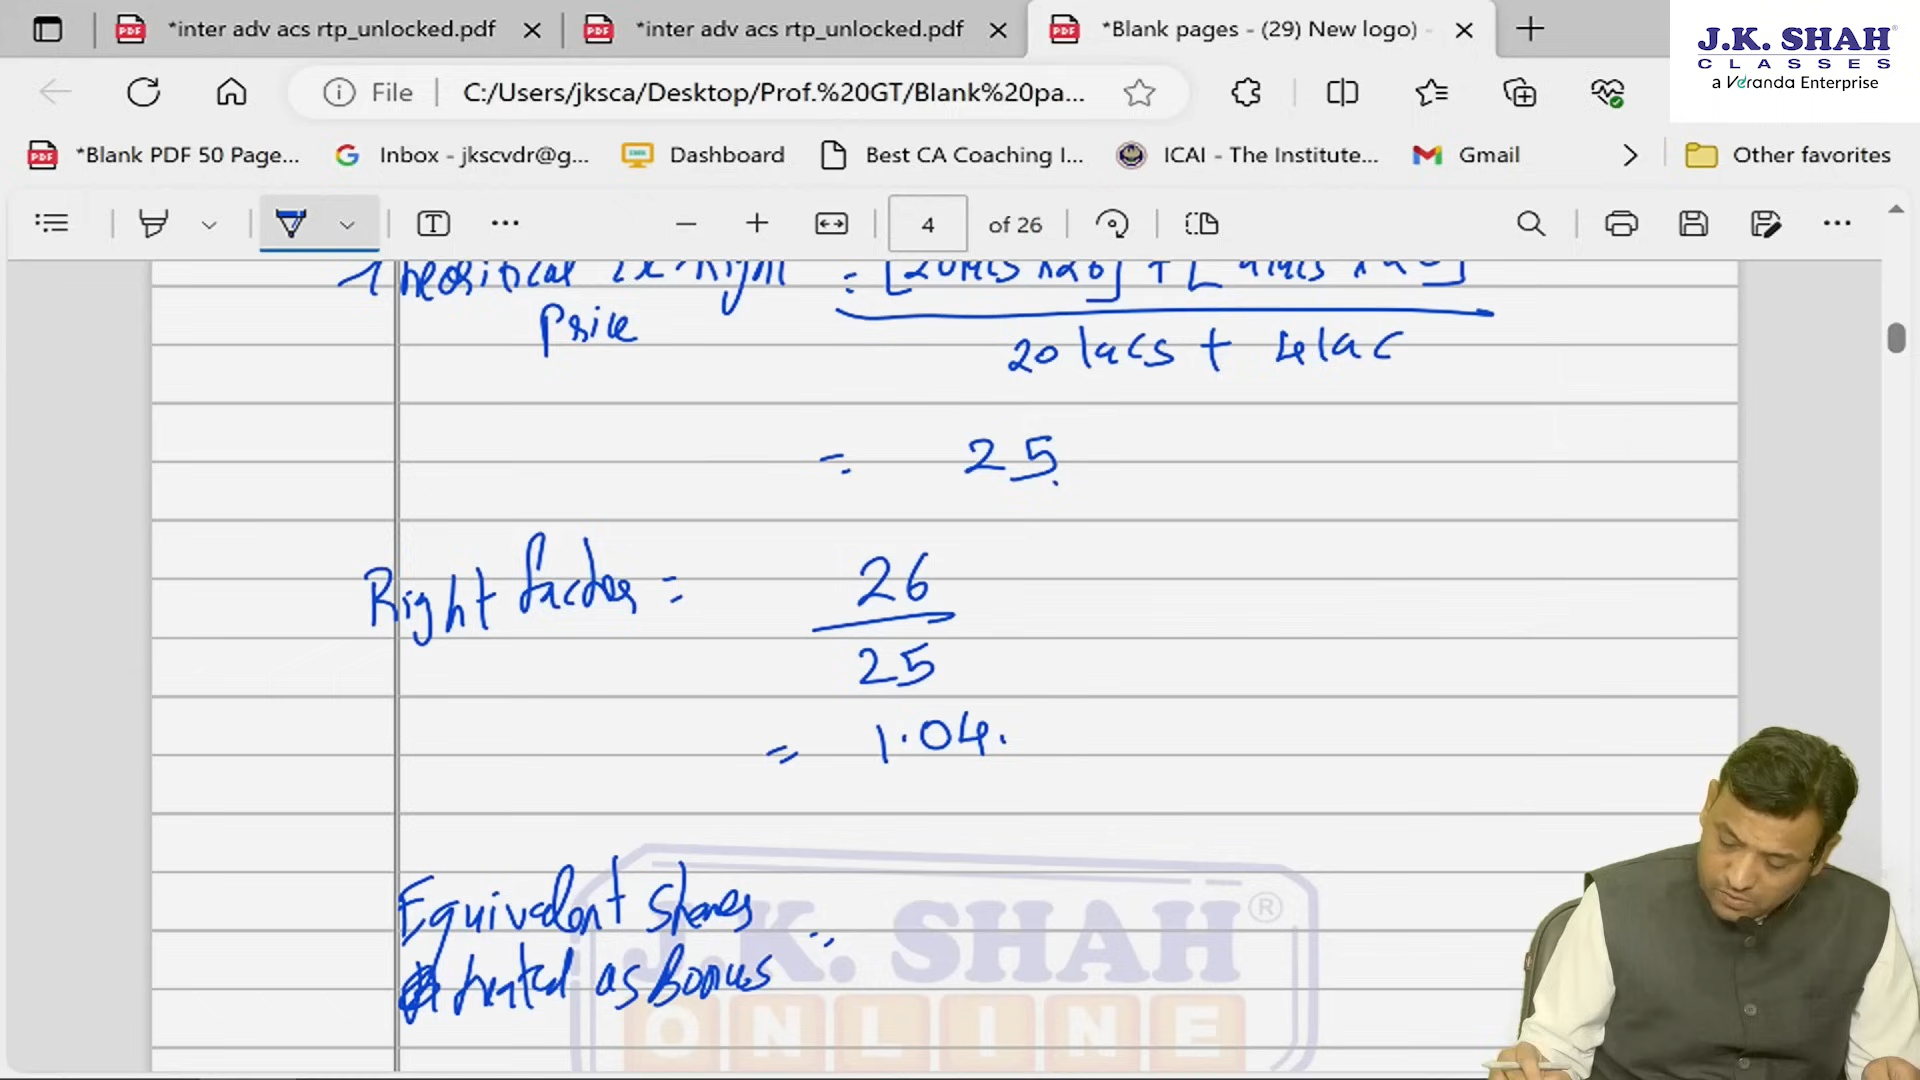 *inter adv acs rtp_unlocked.pdf
*inter adv acs rtp_unlocked.pdf
*Blank pages - (29) New logo) -
J.K. SHAH
CLASSES
a Veranda Enterprise
File
C:/Users/jksca/Desktop/Prof.%20GT/Blank%20pa...
*Blank PDF 50 Page...
Inbox - jkscvdr@g...
Dashboard
Best CA Coaching I...
ICAI - The Institute...
Gmail
Other favorites
4 of 26
Price
20 lacs + 4 lac
= 25.
Right factor = 26
25
= 1.04.
Equivalent Shares =
treated as Bonus
J.K. SHAH ®
ONLINE